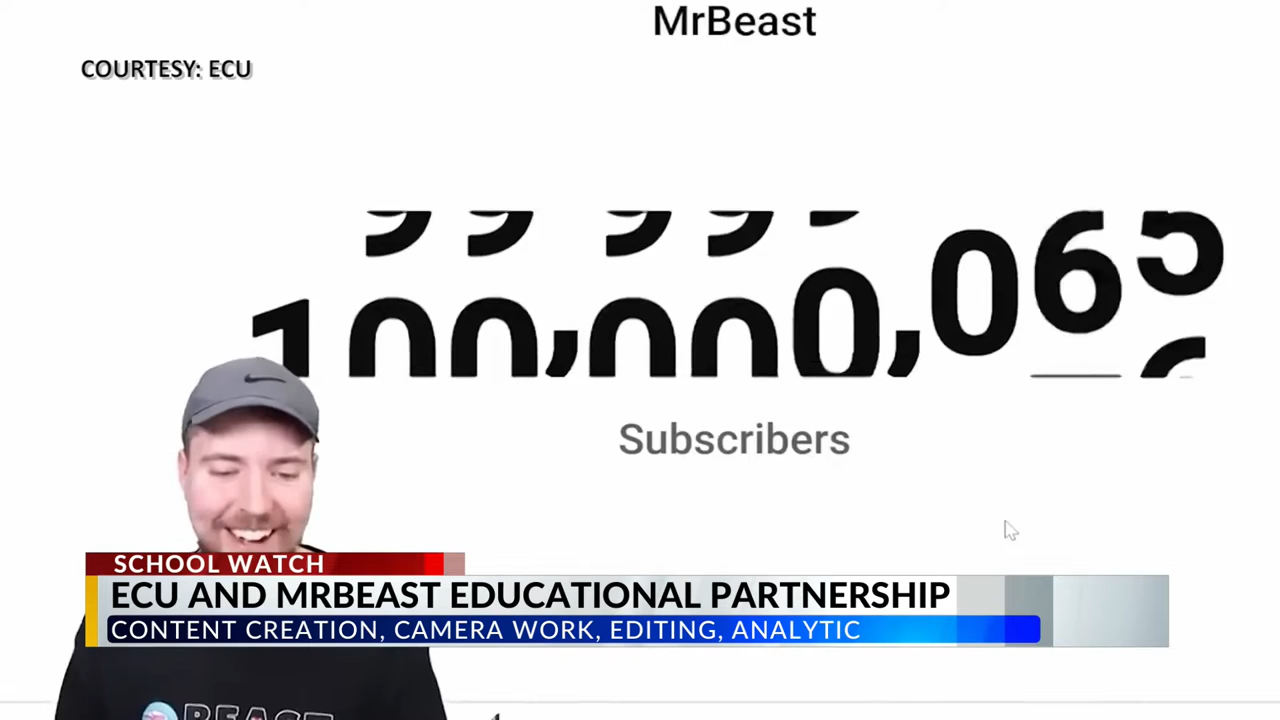 MrBeast
COURTESY: ECU
100,000,065
Subscribers
SCHOOL WATCH
ECU AND MRBEAST EDUCATIONAL PARTNERSHIP
CONTENT CREATION, CAMERA WORK, EDITING, ANALYTIC
BEAST